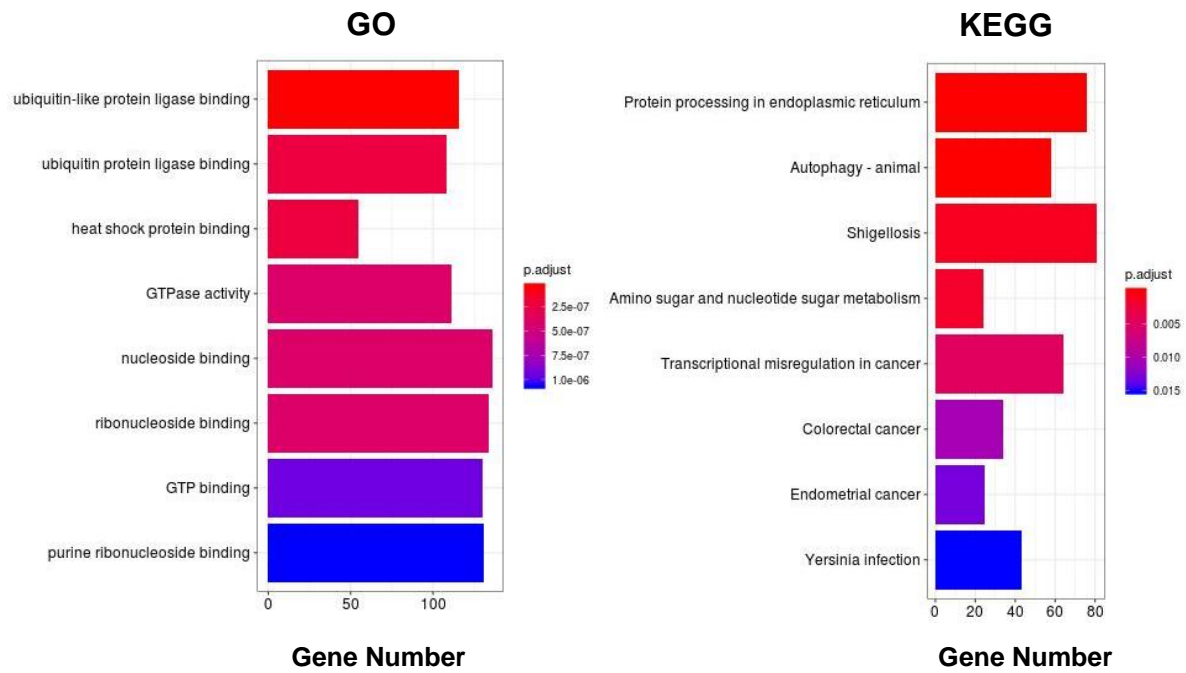 GO
ubiquitin-like protein ligase binding
ubiquitin protein ligase binding
heat shock protein binding
GTPase activity
nucleoside binding
ribonucleoside binding
GTP binding
purine ribonucleoside binding
0 50 100
Gene Number
p.adjust
2.5e-07
5.0e-07
7.5e-07
1.0e-06
KEGG
Protein processing in endoplasmic reticulum
Autophagy - animal
Shigellosis
Amino sugar and nucleotide sugar metabolism
Transcriptional misregulation in cancer
Colorectal cancer
Endometrial cancer
Yersinia infection
0 20 40 60 80
Gene Number
p.adjust
0.005
0.010
0.015